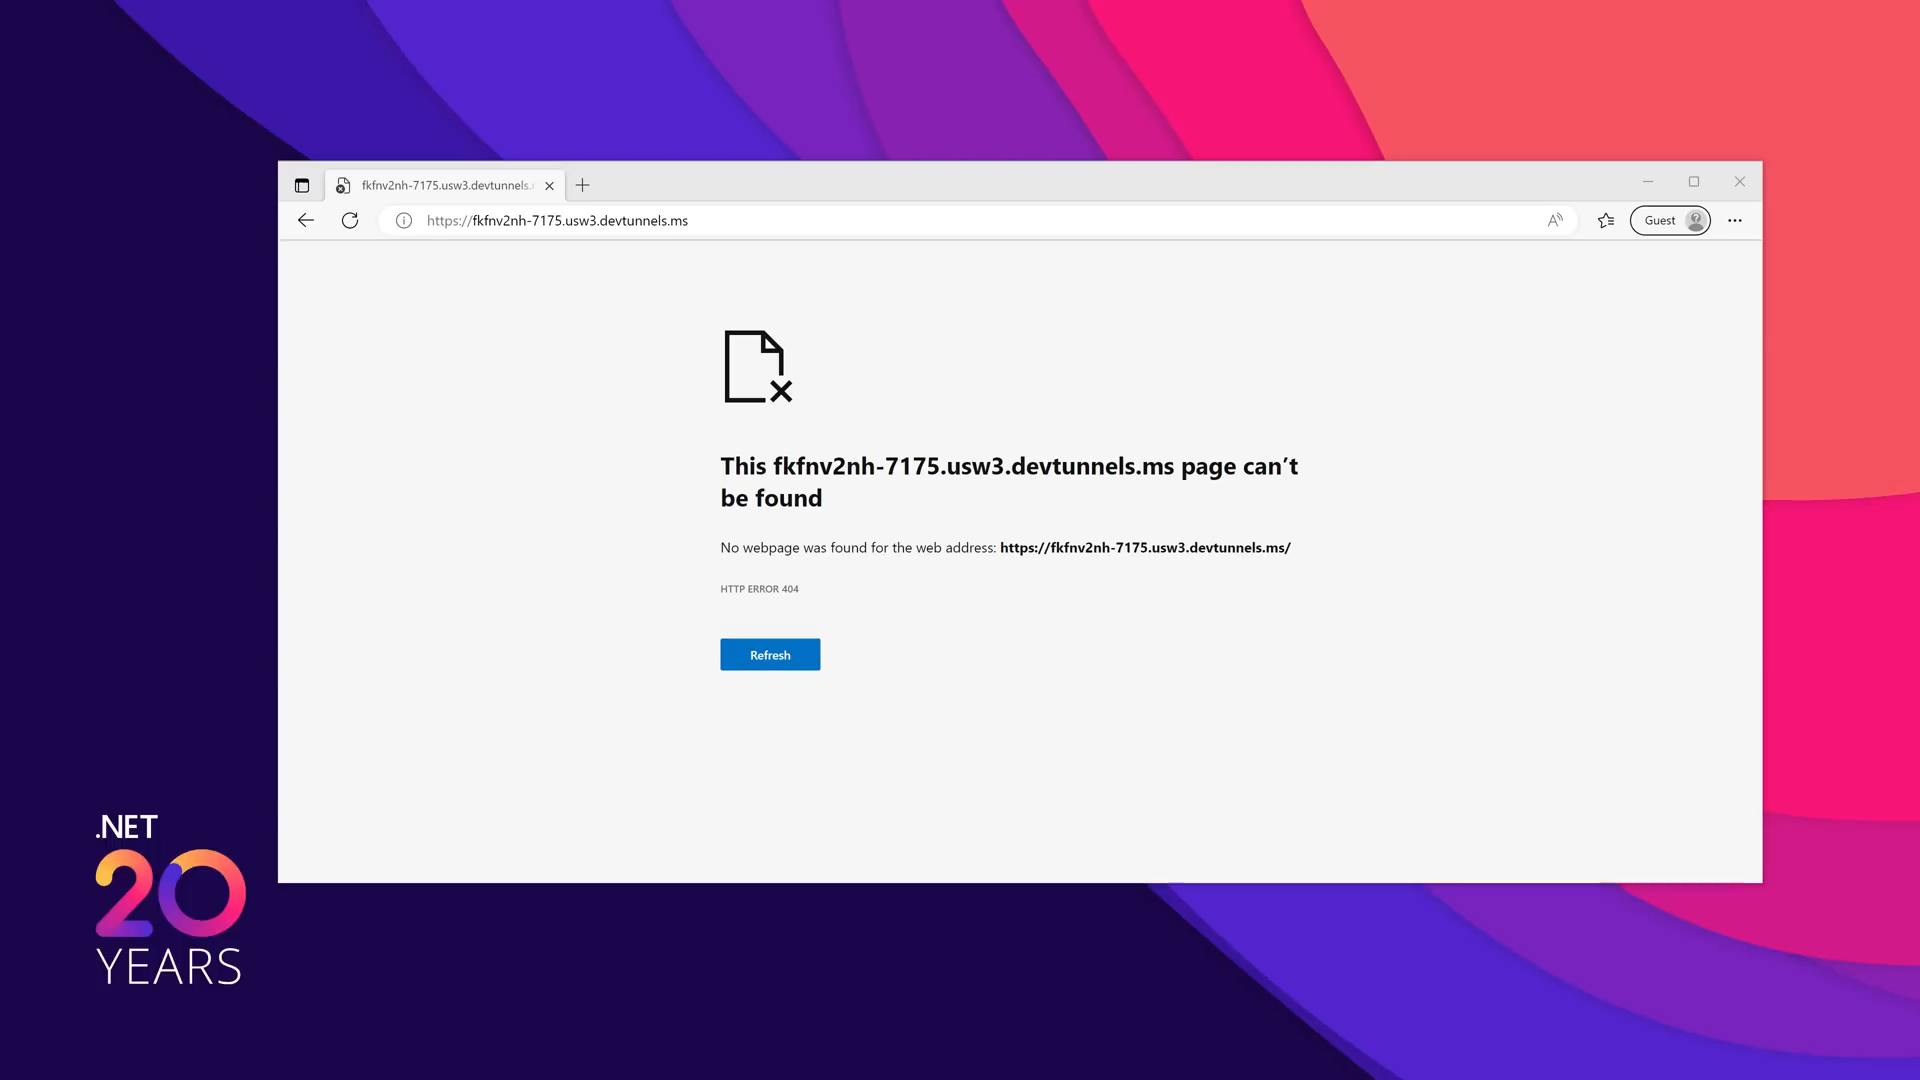 fkfnv2nh-7175.usw3.devtunnels.
https://fkfnv2nh-7175.usw3.devtunnels.ms
A
Guest
This fkfnv2nh-7175.usw3.devtunnels.ms page can’t
be found
No webpage was found for the web address: https://fkfnv2nh-7175.usw3.devtunnels.ms/
HTTP ERROR 404
Refresh
.NET
20
YEARS